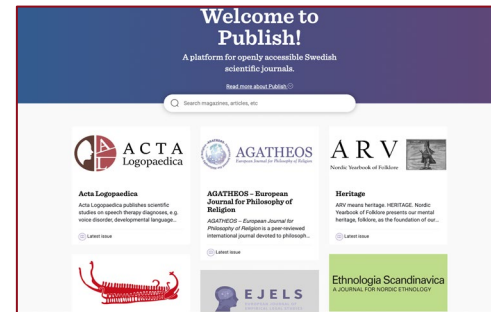 Welcome to
Publish!
A platform for openly accessible Swedish
scientific journals.
Read more about Publish
Search magazines, articles, etc
ACTA
Logopaedica
Acta Logopaedica
Acta Logopaedica publishes scientific
studies on speech therapy diagnoses, e.g.
voice disorder, developmental language...
Latest issue
AGATHEOS
European Journal for Philosophy of Religion
AGATHEOS – European
Journal for Philosophy of
Religion
AGATHEOS – European Journal for
Philosophy of Religion is a peer-reviewed
international journal devoted to philosoph...
Latest issue
ARV
Nordic Yearbook of Folklore
Heritage
ARV means heritage. HERITAGE. Nordic
Yearbook of Folklore presents our mental
heritage, folklore, as the foundation of our...
Latest issue
EJELS
Ethnologia Scandinavica
A JOURNAL FOR NORDIC ETHNOLOGY